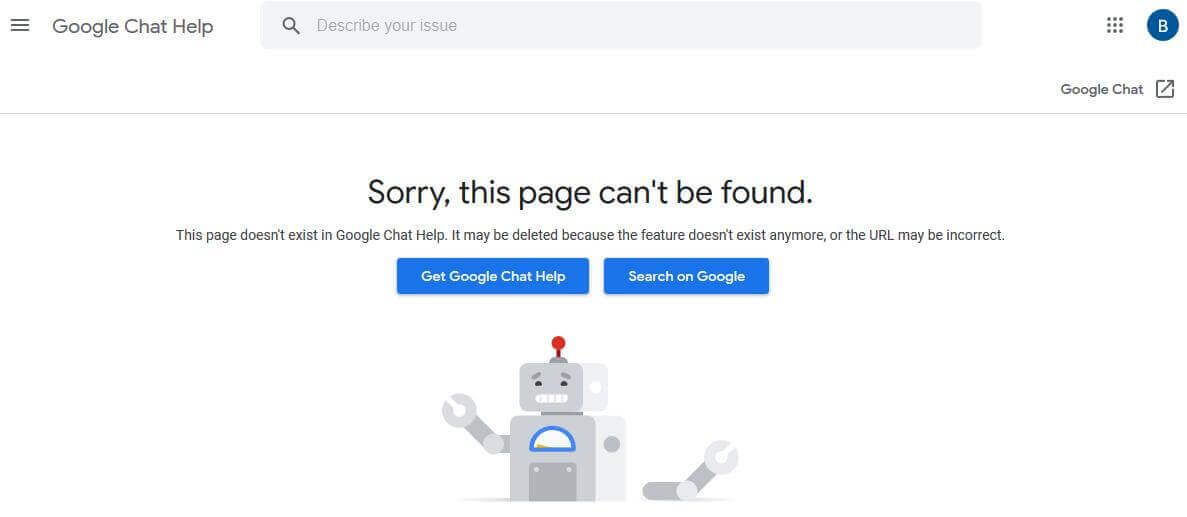 Google Chat Help
Describe your issue
B
Google Chat
Sorry, this page can't be found.
This page doesn't exist in Google Chat Help. It may be deleted because the feature doesn't exist anymore, or the URL may be incorrect.
Get Google Chat Help
Search on Google